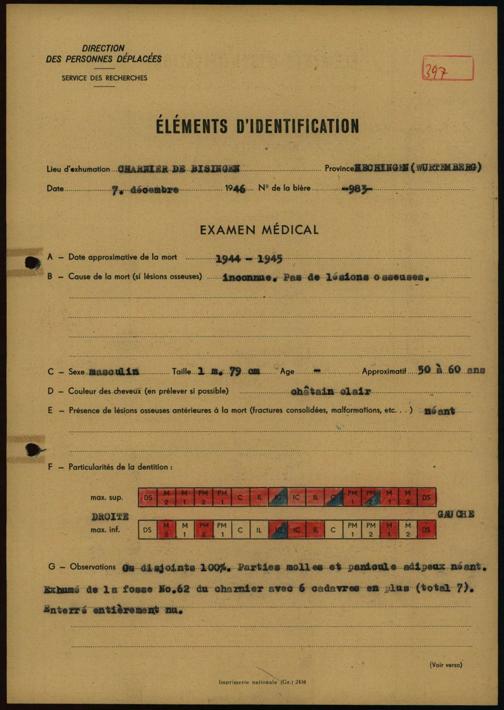 DIRECTION
DES PERSONNES DÉPLACÉES
SERVICE DES RECHERCHES
397
ÉLÉMENTS D'IDENTIFICATION
Lieu d'exhumation CHARNIER DE BISINGEN Province HECHINGEN(WURTEMBERG)
Date 7. décembre 1946 N° de la bière -983-
EXAMEN MÉDICAL
A — Date approximative de la mort 1944 - 1945
B — Cause de la mort (si lésions osseuses) inconnue. Pas de lésions osseuses.
C — Sexe masculin Taille 1 m. 79 cm Age - Approximatif 50 à 60 ans
D — Couleur des cheveux (en prélever si possible) châtain clair
E — Présence de lésions osseuses antérieures à la mort (fractures consolidées, malformations, etc. . . ) néant
F — Particularités de la dentition :
max. sup. DS M 2 M 1 PM 2 PM 1 C IL IC IL C PM 1 PM 2 M 1 M 2 DS
DROITE GAUCHE
max. inf. DS M 2 M 1 PM 2 PM 1 C IL IC IC IL C PM 1 PM 2 M 1 M 2 DS
G — Observations Os disjoints 100%. Parties molles et panicule adipeux néant.
Exhumé de la fosse No.62 du charnier avec 6 cadavres en plus (total 7).
Enterré entièrement nu.
(Voir verso)
Imprimerie nationale (Gr.) 2436